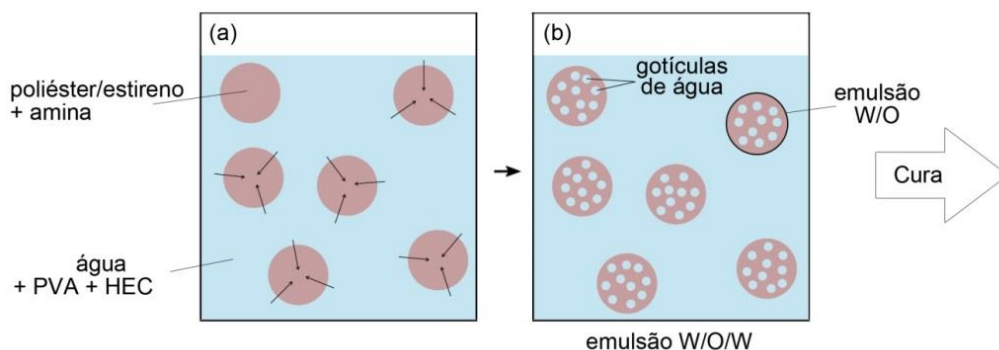 (a)
poliéster/estireno
+ amina
água
+ PVA + HEC
(b)
gotículas
de água
emulsão
W/O
Cura
emulsão W/O/W